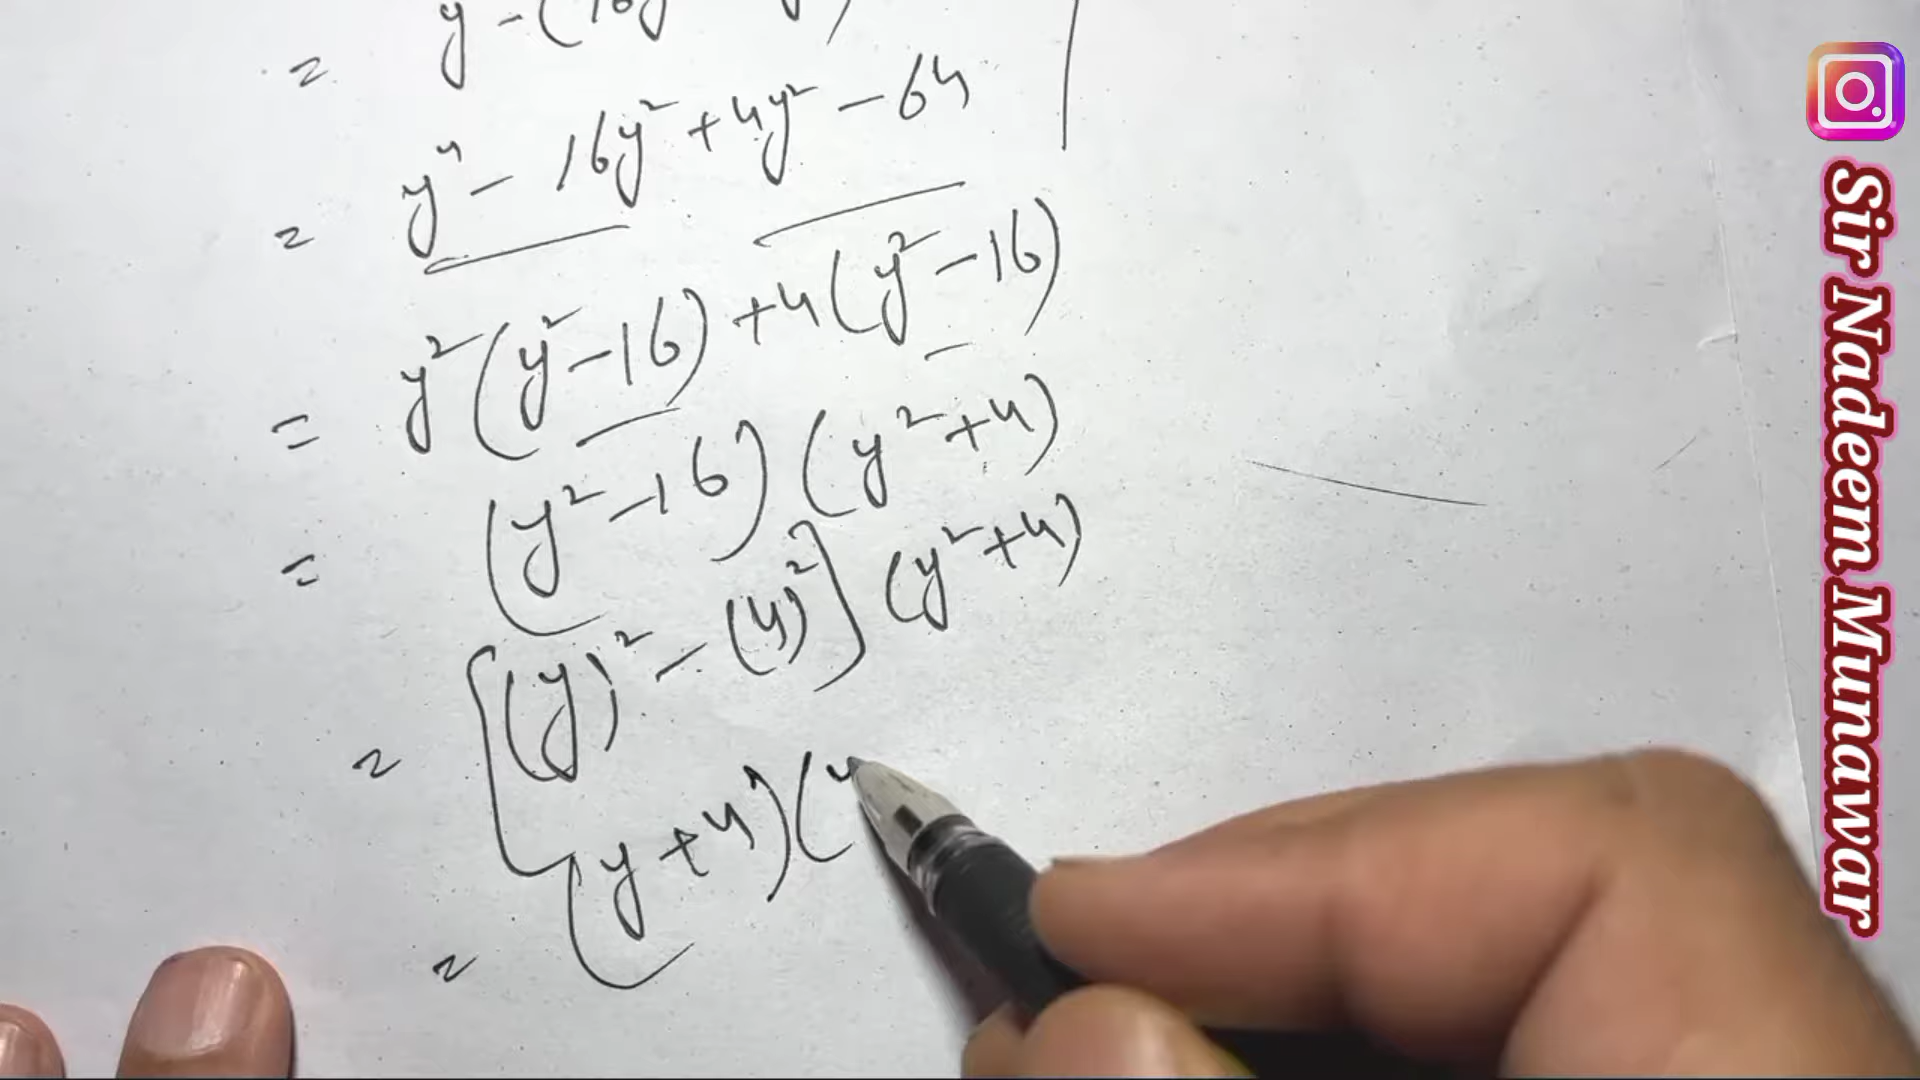 = y⁴ - 16y² + 4y² - 64
= y² (y² - 16) + 4 (y² - 16)
= (y² - 16) (y² + 4)
= [(y)² - (4)²] (y² + 4)
= (y + 4) (y
Sir Nadeem Munawar